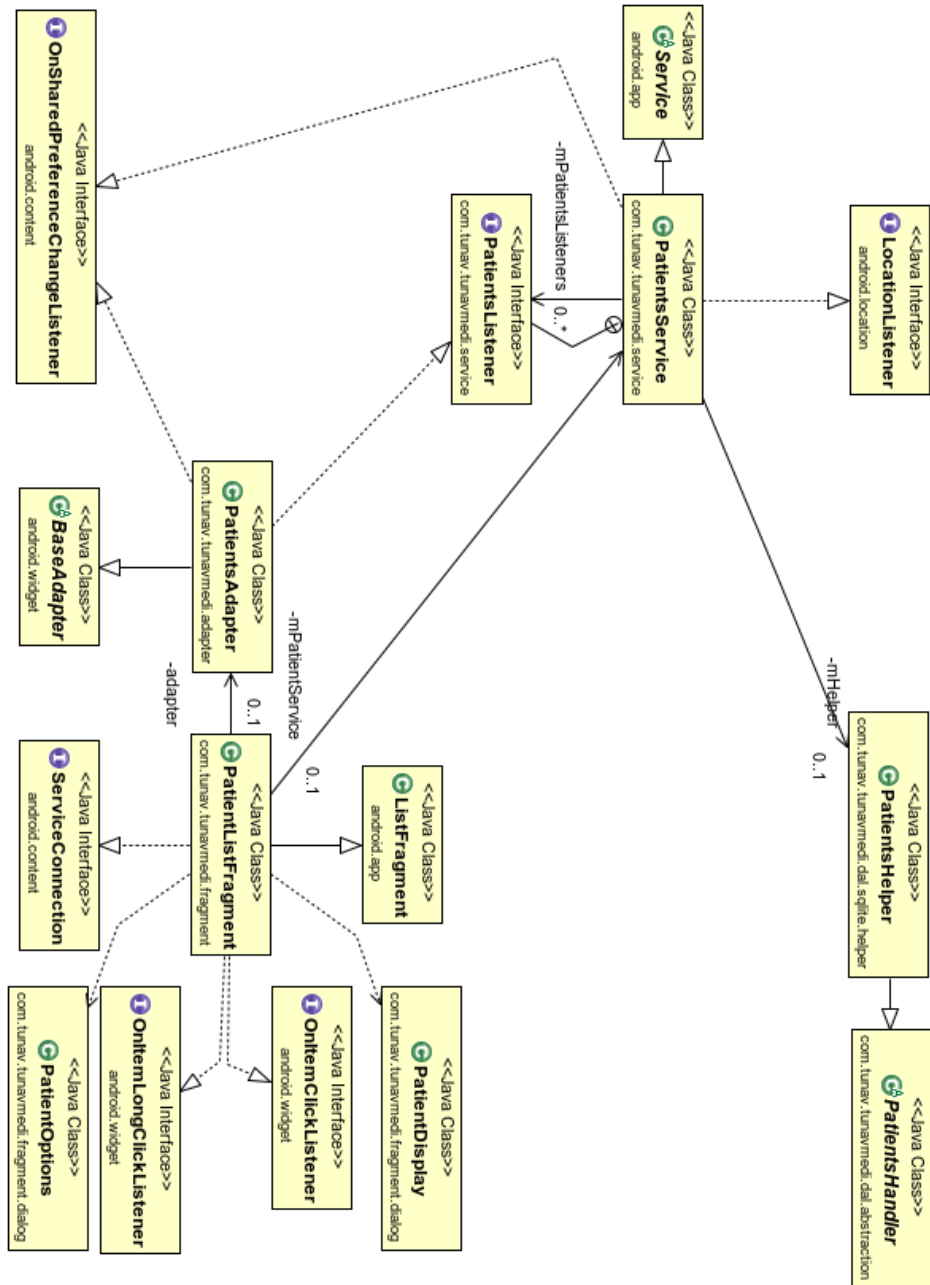 <<Java Interface>>
LocationListener
android.location
<<Java Class>>
PatientsHelper
com.tunav.tunavmedi.dal.sqlite.helper
<<Java Class>>
PatientsHandler
com.tunav.tunavmedi.dal.abstraction
-mHelper
0..1
<<Java Class>>
Service
android.app
<<Java Class>>
PatientsService
com.tunav.tunavmedi.service
-mPatientsListeners
0..*
<<Java Interface>>
PatientsListener
com.tunav.tunavmedi.service
<<Java Class>>
ListFragment
android.app
<<Java Class>>
PatientDisplay
com.tunav.tunavmedi.fragment.dialog
-mPatientService
0..1
<<Java Interface>>
OnItemClickListener
android.widget
<<Java Class>>
PatientsAdapter
com.tunav.tunavmedi.adapter
0..1
-adapter
<<Java Class>>
PatientListFragment
com.tunav.tunavmedi.fragment
<<Java Interface>>
OnItemLongClickListener
android.widget
<<Java Interface>>
OnSharedPreferenceChangeListener
android.content
<<Java Class>>
BaseAdapter
android.widget
<<Java Interface>>
ServiceConnection
android.content
<<Java Class>>
PatientOptions
com.tunav.tunavmedi.fragment.dialog